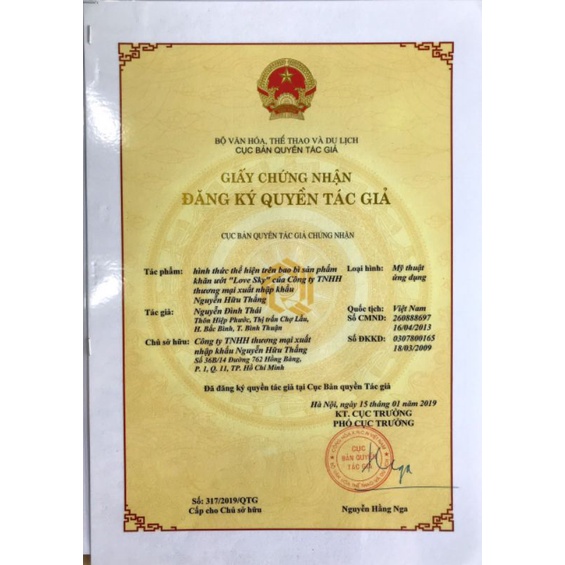 BỘ VĂN HÓA, THỂ THAO VÀ DU LỊCH
CỤC BẢN QUYỀN TÁC GIẢ
GIẤY CHỨNG NHẬN
ĐĂNG KÝ QUYỀN TÁC GIẢ
CỤC BẢN QUYỀN TÁC GIẢ CHỨNG NHẬN
Tác phẩm: hình thức thể hiện trên bao bì sản phẩm Loại hình: Mỹ thuật
khăn ướt "Love Sky" của Công ty TNHH ứng dụng
thương mại xuất nhập khẩu
Nguyễn Hữu Thắng
Tác giả: Nguyễn Đình Thái Quốc tịch: Việt Nam
Thôn Hiệp Phước, Thị trấn Chợ Lầu, Số CMND: 260888697
H. Bắc Bình, T. Bình Thuận 16/04/2013
Chủ sở hữu: Công ty TNHH thương mại xuất Số ĐKKD: 0307800165
nhập khẩu Nguyễn Hữu Thắng 18/03/2009
Số 36B/14 Đường 762 Hồng Bàng,
P. 1, Q. 11, TP. Hồ Chí Minh
Đã đăng ký quyền tác giả tại Cục Bản quyền Tác giả
Hà Nội, ngày 15 tháng 01 năm 2019
KT. CỤC TRƯỞNG
PHÓ CỤC TRƯỞNG
CỤC
BẢN QUYỀN
TÁC GIẢ
Số: 317/2019/QTG
Cấp cho Chủ sở hữu
Nguyễn Hằng Nga